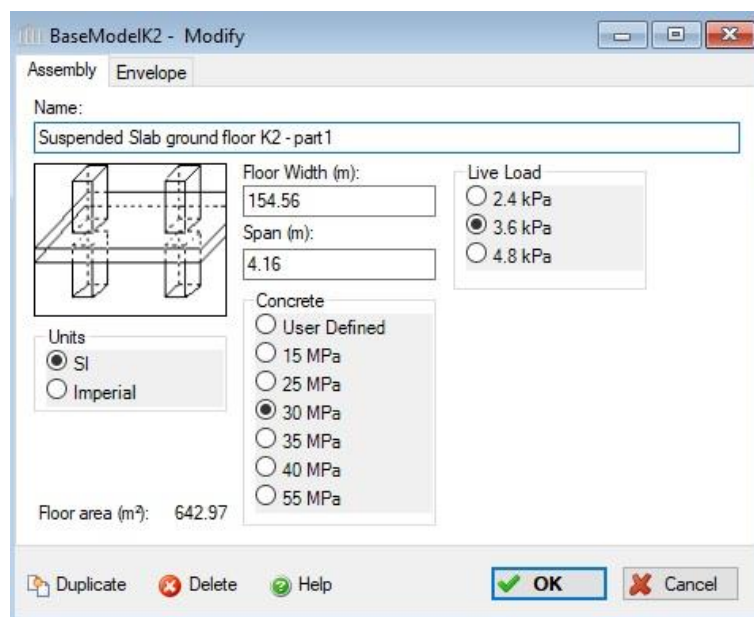 BaseModelK2 - Modify
Assembly Envelope
Name:
Suspended Slab ground floor K2 - part1
Floor Width (m):
154.56
Span (m):
4.16
Live Load
2.4 kPa
3.6 kPa
4.8 kPa
Units
SI
Imperial
Concrete
User Defined
15 MPa
25 MPa
30 MPa
35 MPa
40 MPa
55 MPa
Floor area (m²): 642.97
Duplicate Delete Help OK Cancel